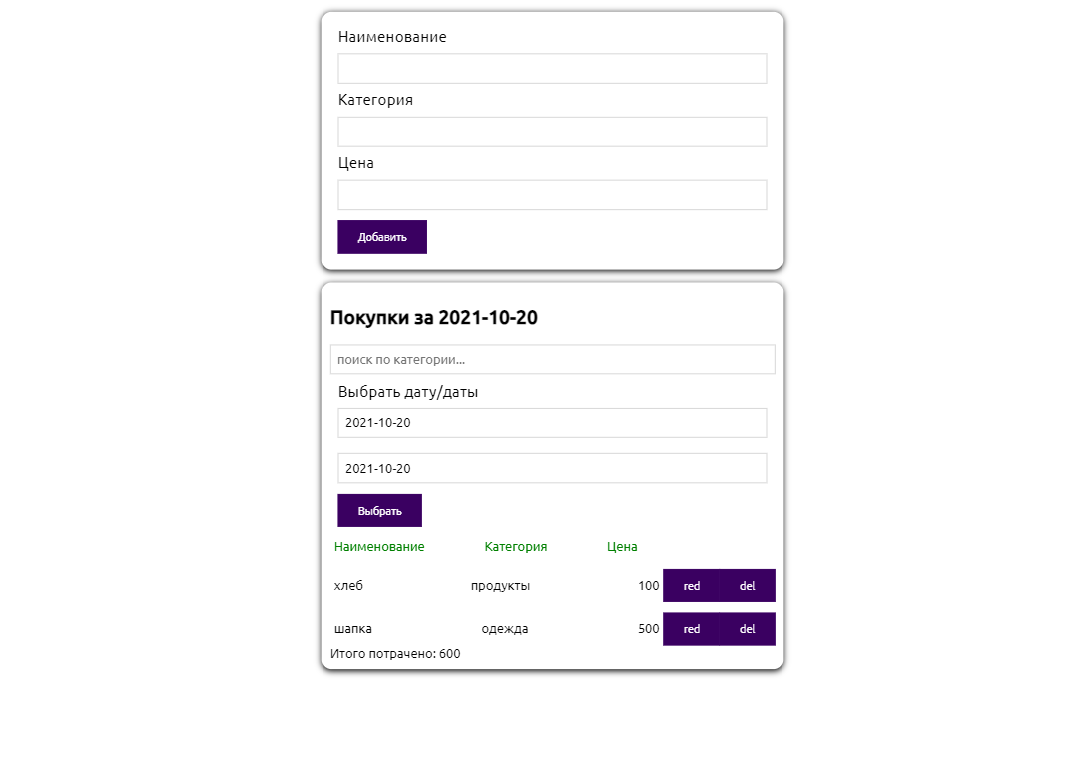 Наименование
Категория
Цена
Добавить
Покупки за 2021-10-20
поиск по категории...
Выбрать дату/даты
2021-10-20
2021-10-20
Выбрать
Наименование Категория Цена
хлеб продукты 100 red del
шапка одежда 500 red del
Итого потрачено: 600